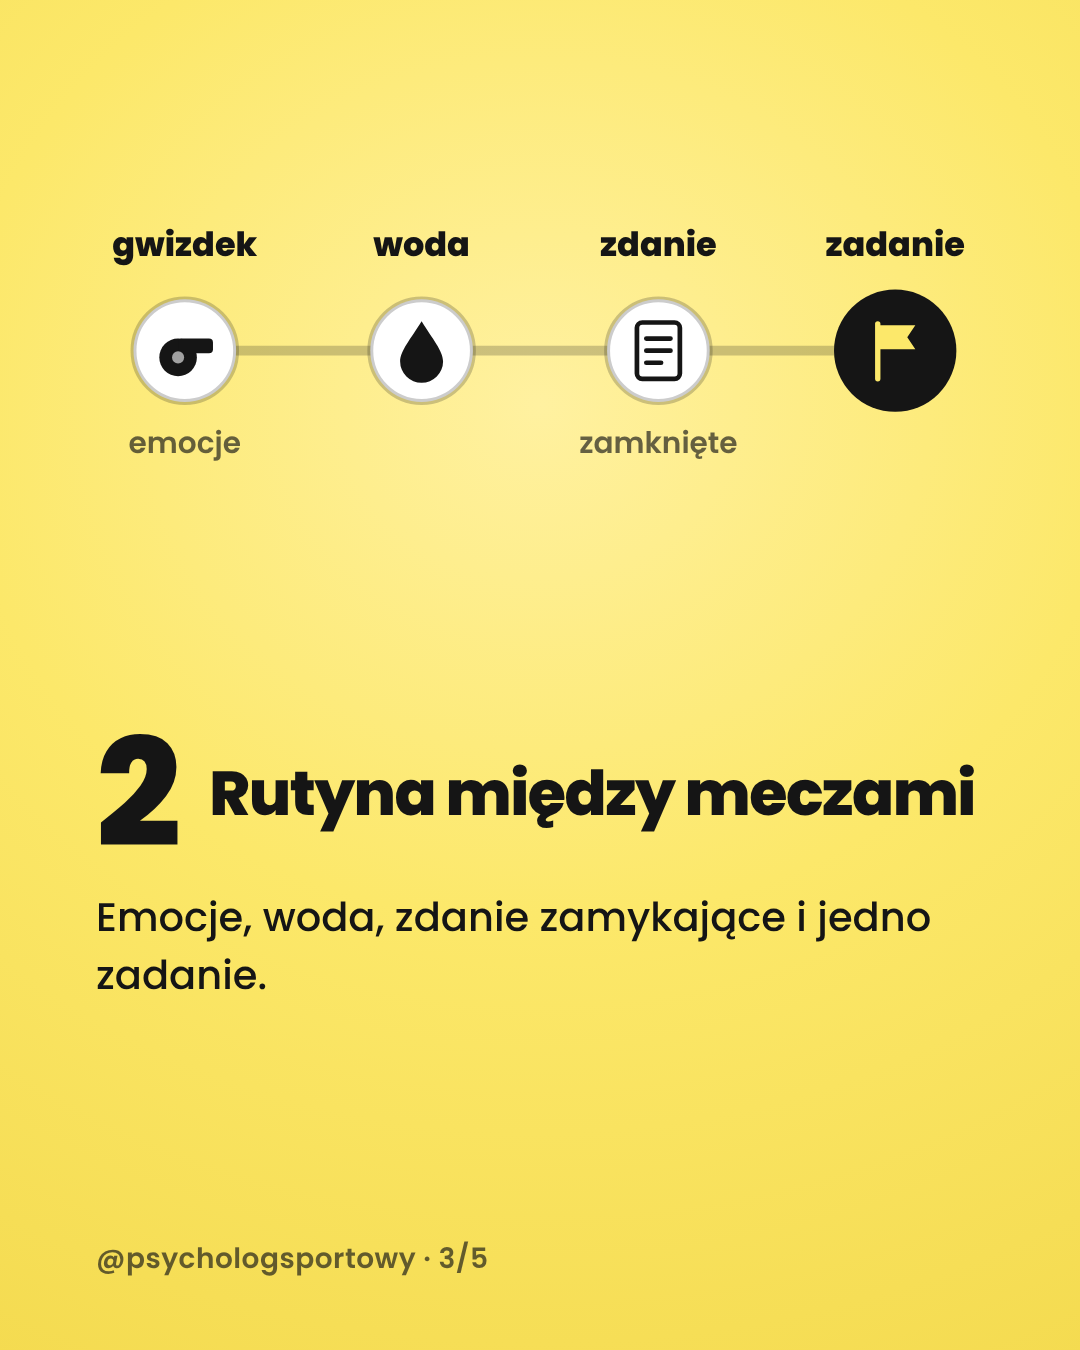 gwizdek woda zdanie zadanie
emocje zamknięte
2 Rutyna między meczami
Emocje, woda, zdanie zamykające i jedno
zadanie.
@psychologsportowy · 3/5